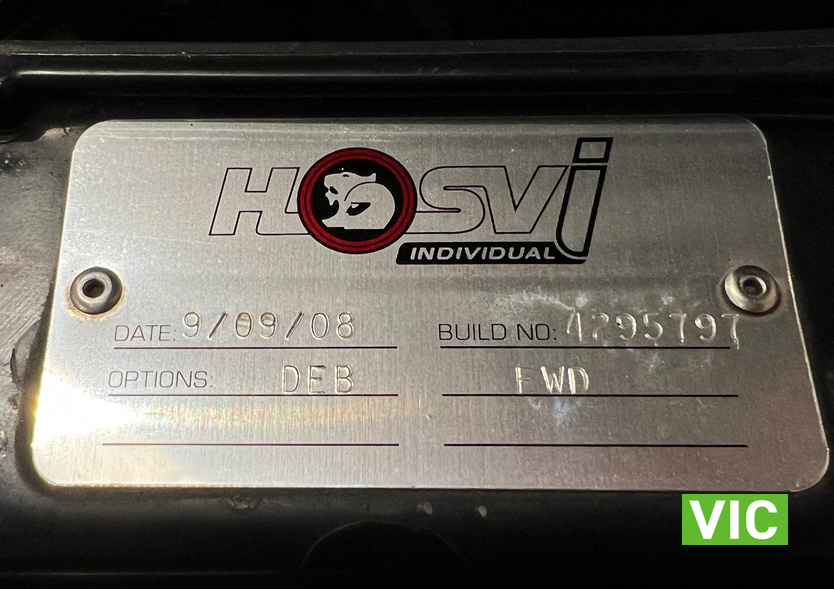 HSVi
INDIVIDUAL
DATE: 9/09/08 BUILD NO: 4295797
OPTIONS: DEB FWD
VIC